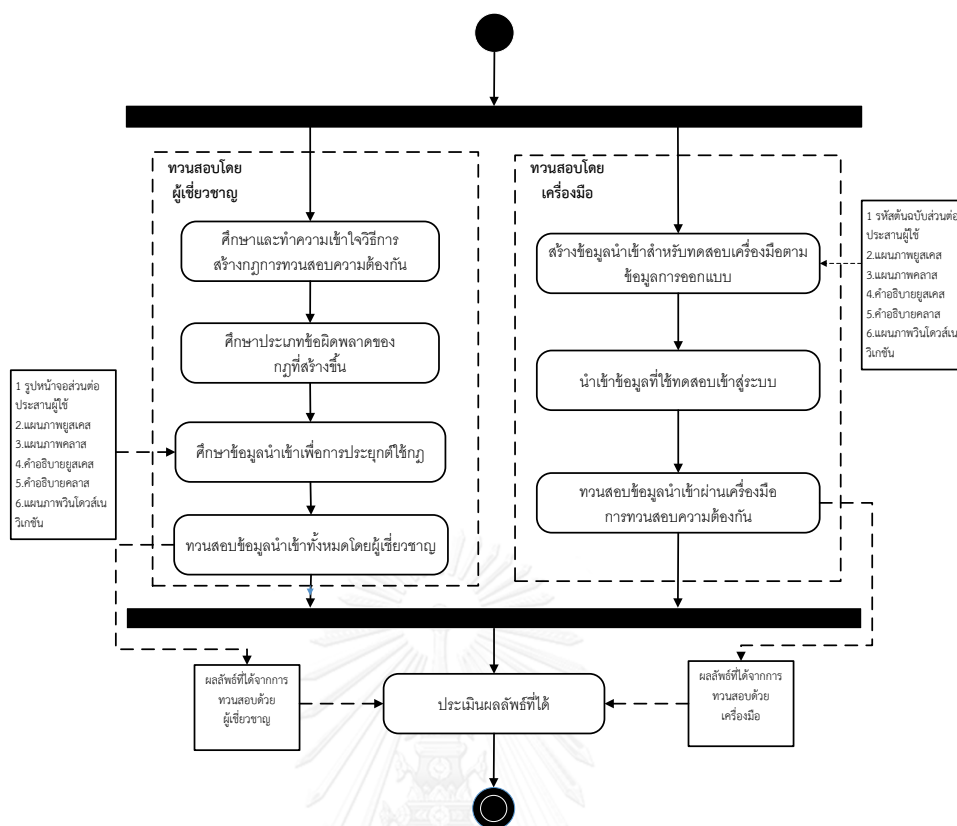 ทวนสอบโดย
ผู้เชี่ยวชาญ
ศึกษาและทำความเข้าใจวิธีการ
สร้างกฎการทวนสอบความต้องกัน
ศึกษาประเภทข้อผิดพลาดของ
กฎที่สร้างขึ้น
ศึกษาข้อมูลนำเข้าเพื่อการประยุกต์ใช้กฎ
ทวนสอบข้อมูลนำเข้าทั้งหมดโดยผู้เชี่ยวชาญ
1 รูปหน้าจอส่วนต่อ
ประสานผู้ใช้
2.แผนภาพยูสเคส
3.แผนภาพคลาส
4.คำอธิบายยูสเคส
5.คำอธิบายคลาส
6.แผนภาพวินโดวส์เน
วิเกชัน
ทวนสอบโดย
เครื่องมือ
สร้างข้อมูลนำเข้าสำหรับทดสอบเครื่องมือตาม
ข้อมูลการออกแบบ
นำเข้าข้อมูลที่ใช้ทดสอบเข้าสู่ระบบ
ทวนสอบข้อมูลนำเข้าผ่านเครื่องมือ
การทวนสอบความต้องกัน
1 รหัสต้นฉบับส่วนต่อ
ประสานผู้ใช้
2.แผนภาพยูสเคส
3.แผนภาพคลาส
4.คำอธิบายยูสเคส
5.คำอธิบายคลาส
6.แผนภาพวินโดวส์เน
วิเกชัน
ผลลัพธ์ที่ได้จากการ
ทวนสอบด้วย
ผู้เชี่ยวชาญ
ประเมินผลลัพธ์ที่ได้
ผลลัพธ์ที่ได้จากการ
ทวนสอบด้วย
เครื่องมือ